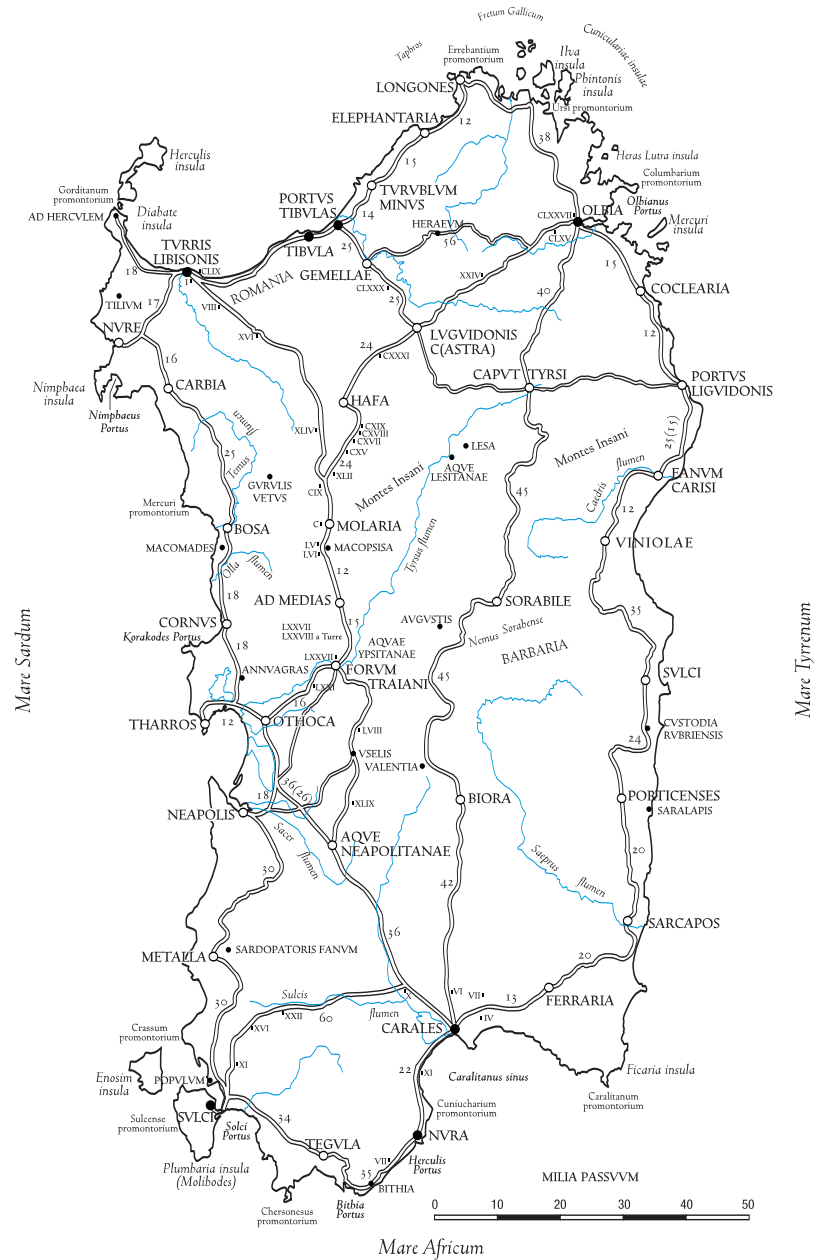 Fretum Gallicum
Cuniculariae insulae
Taphros
Errebantium
promontorium
Ilva
insula
Phintonis
insula
LONGONES
Ursi promontorium
ELEPHANTARIA
12
38
15
Heras Lutra insula
Herculis
insula
Columbarium
promontorium
Gorditanum
promontorium
TVRVBLVM
MINVS
PORTVS
TIBVLAS
Olbianus
Portus
AD HERCVLEM
Diabate
insula
14
CLXXVII
OLBIA
Mercuri
insula
HERAEVM
56
CLXV
TVRRIS
LIBISONIS
TIBVLA
25
GEMELLAE
15
18
CLIX
I
ROMANIA
XXIV
CLXXX
25
40
COCLEARIA
TILIVM
17
VIII
NVRE
XVI
LVGVIDONIS
C(ASTRA)
12
24
CXXXI
16
CARBIA
CAPVT TYRSI
PORTVS
LIGVIDONIS
Nimphaea
insula
Nimphaeus
Portus
HAFA
flumen
Temus
25
XLIV
CXIX
CXVIII
CXVII
CXV
24
XLII
CIX
LESA
AQVE
LESITANAE
Montes Insani
Montes Insani
25(15)
FANVM
CARISI
Caedris flumen
GVRVLIS
VETVS
45
12
Mercuri
promontorium
BOSA
C
MOLARIA
Tyrsus flumen
VINIOLAE
MACOMADES
LV
LVI
MACOPSISA
Olla flumen
12
18
AD MEDIAS
SORABILE
35
CORNVS
Korakodes Portus
LXXVII
LXXVIII a Turre
15
AVGVSTIS
Nemus Sorabense
BARBARIA
18
LXXVII
AQVAE
YPSITANAE
FORVM
TRAIANI
ANNVAGRAS
LXXI
45
SVLCI
16
THARROS
12
OTHOCA
LVIII
CVSTODIA
RVBRIENSIS
24
VSELIS
VALENTIA
36(26)
18
NEAPOLIS
XLIX
BIORA
PORTICENSES
SARALAPIS
Sacer flumen
AQVE
NEAPOLITANAE
20
30
42
Saeprus flumen
36
SARCAPOS
METALLA
SARDOPATORIS FANVM
20
30
Sulcis flumen
X
VI
VII
13
FERRARIA
XXII
60
XVI
CARALES
IV
Crassum
promontorium
XI
22
XI
Caralitanus sinus
Ficaria insula
Enosim
insula
POPVLVM
Caralitanum
promontorium
Sulcense
promontorium
SVLCI
Solci
Portus
34
Cuniucharium
promontorium
TEGVLA
NVRA
Plumbaria insula
(Molibodes)
VII
Herculis
Portus
35
BITHIA
Chersonesus
promontorium
Bithia
Portus
MILIA PASSVVM
0 10 20 30 40 50
Mare Sardum
Mare Tyrrenum
Mare Africum